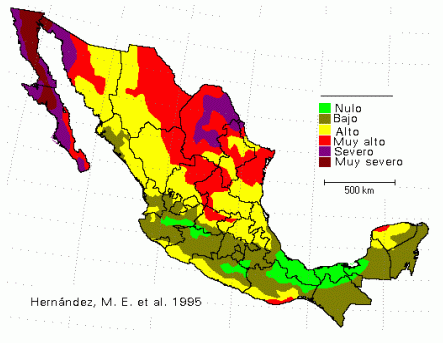 Nulo
Bajo
Alto
Muy alto
Severo
Muy severo
500 km
Hernández, M. E. et al. 1995